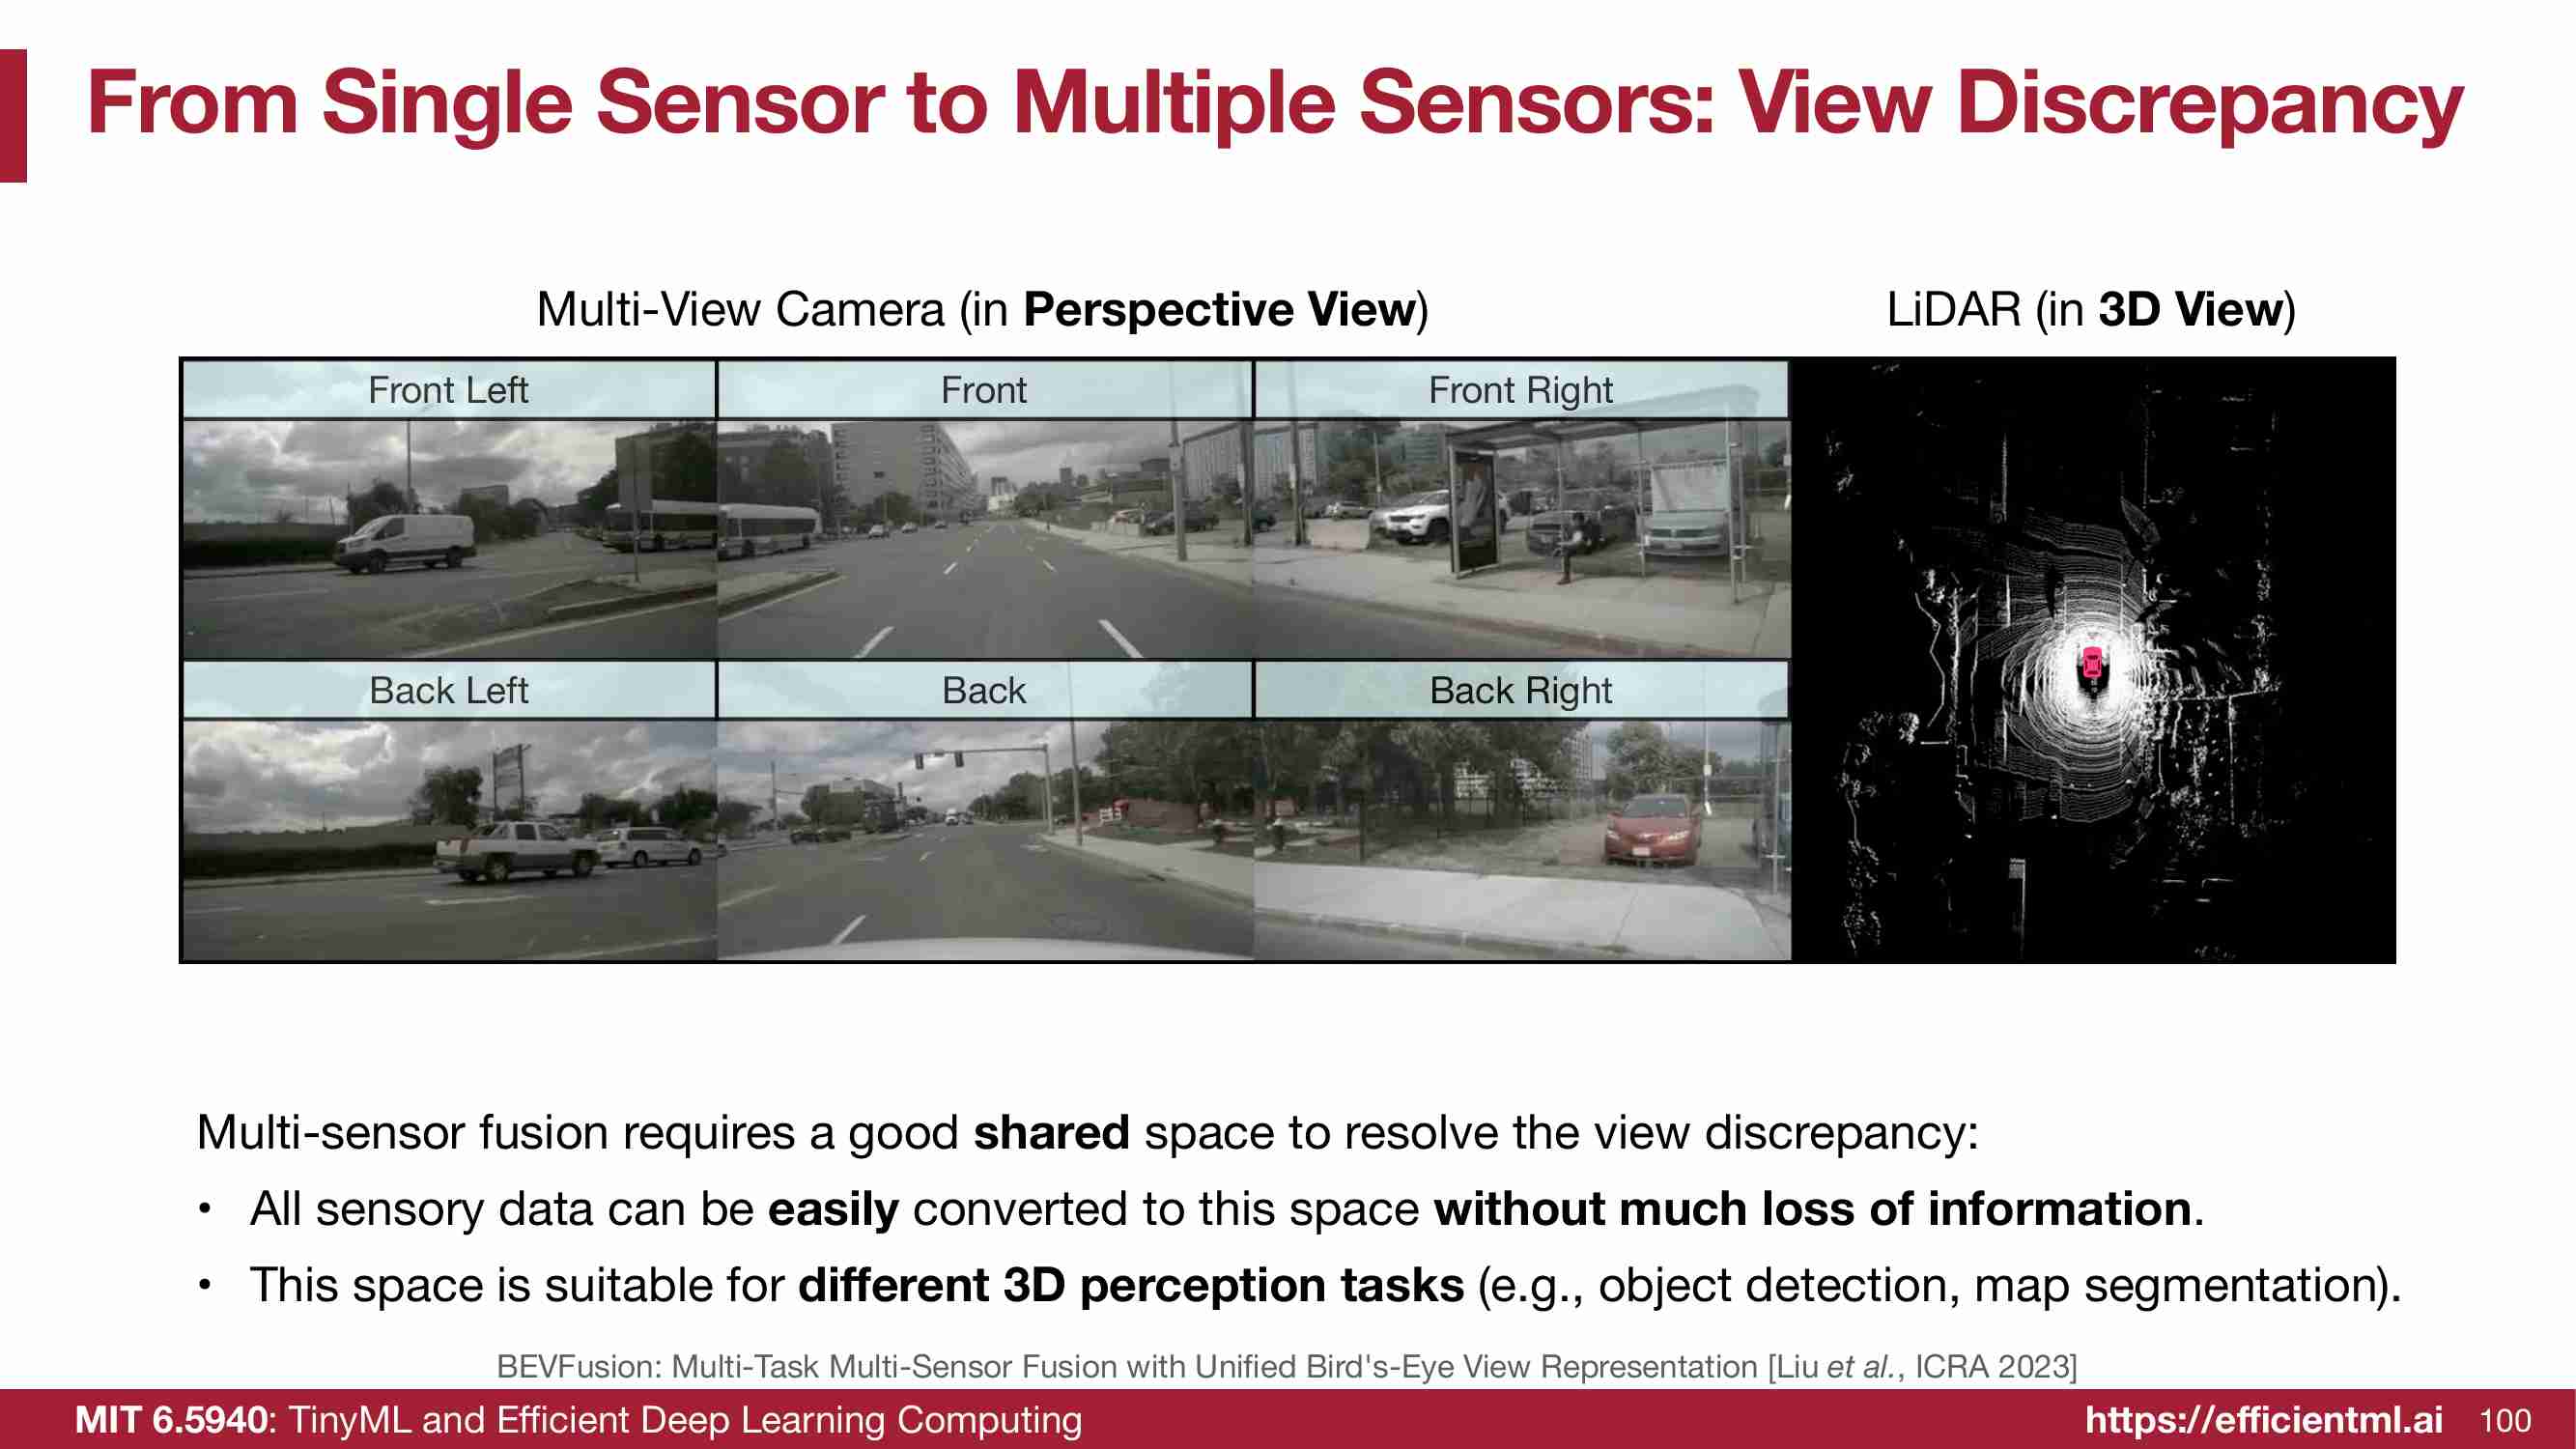 From Single Sensor to Multiple Sensors: View Discrepancy
Multi-View Camera (in Perspective View)
LiDAR (in 3D View)
Front Left
Front
Front Right
Back Left
Back
Back Right
Multi-sensor fusion requires a good shared space to resolve the view discrepancy:
• All sensory data can be easily converted to this space without much loss of information.
• This space is suitable for different 3D perception tasks (e.g., object detection, map segmentation).
BEVFusion: Multi-Task Multi-Sensor Fusion with Unified Bird's-Eye View Representation [Liu et al., ICRA 2023]
MIT 6.5940: TinyML and Efficient Deep Learning Computing
https://efficientml.ai
100